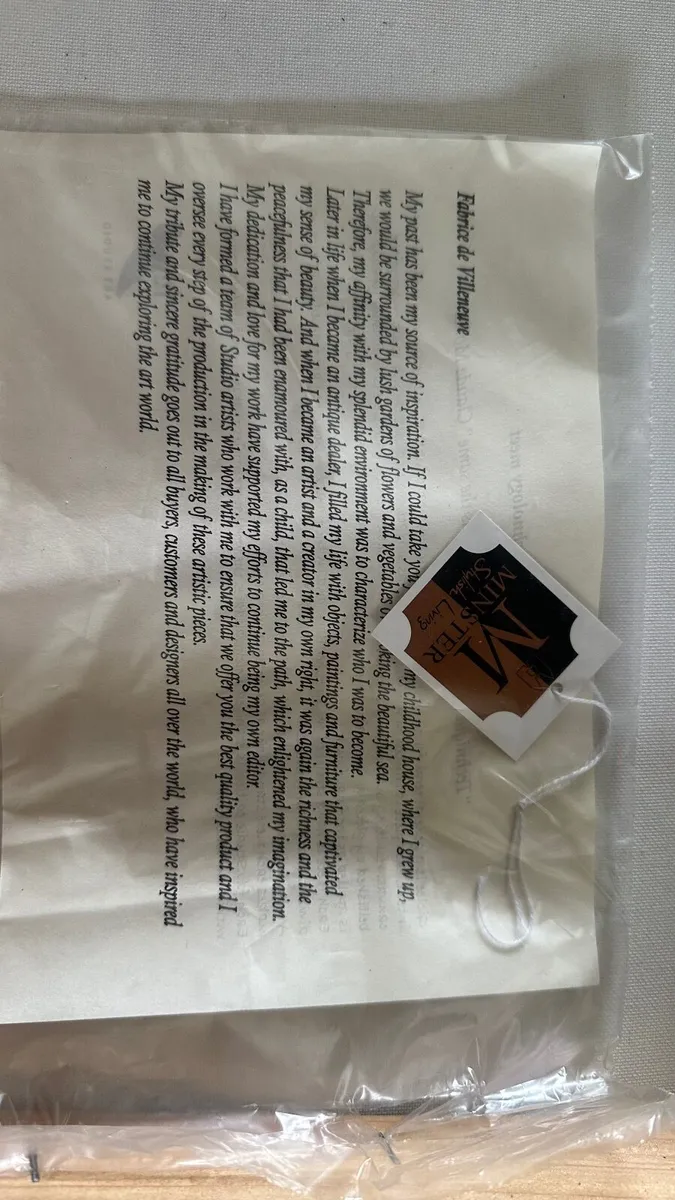 Fabrice de Villeneuve
My past has been my source of inspiration. If I could take you my childhood house, where I grew up,
we would be surrounded by lush gardens of flowers and vegetables the beautiful sea.
Therefore, my affinity with my splendid environment was to characterize who I was to become.
Later in life when I became an antique dealer, I filled my life with objects, paintings and furniture that captivated
my sense of beauty. And when I became an artist and a creator in my own right, it was again the richness and the
peacefulness that I had been enamoured with, as a child, that led me to the path, which enlightened my imagination.
My dedication and love for my work have supported my efforts to continue being my own editor.
I have formed a team of Studio artists who work with me to ensure that we offer you the best quality product and I
oversee every step of the production in the making of these artistic pieces.
My tribute and sincere gratitude goes out to all buyers, customers and designers all over the world, who have inspired
me to continue exploring the art world.
M
MINSTER
Stylish Living